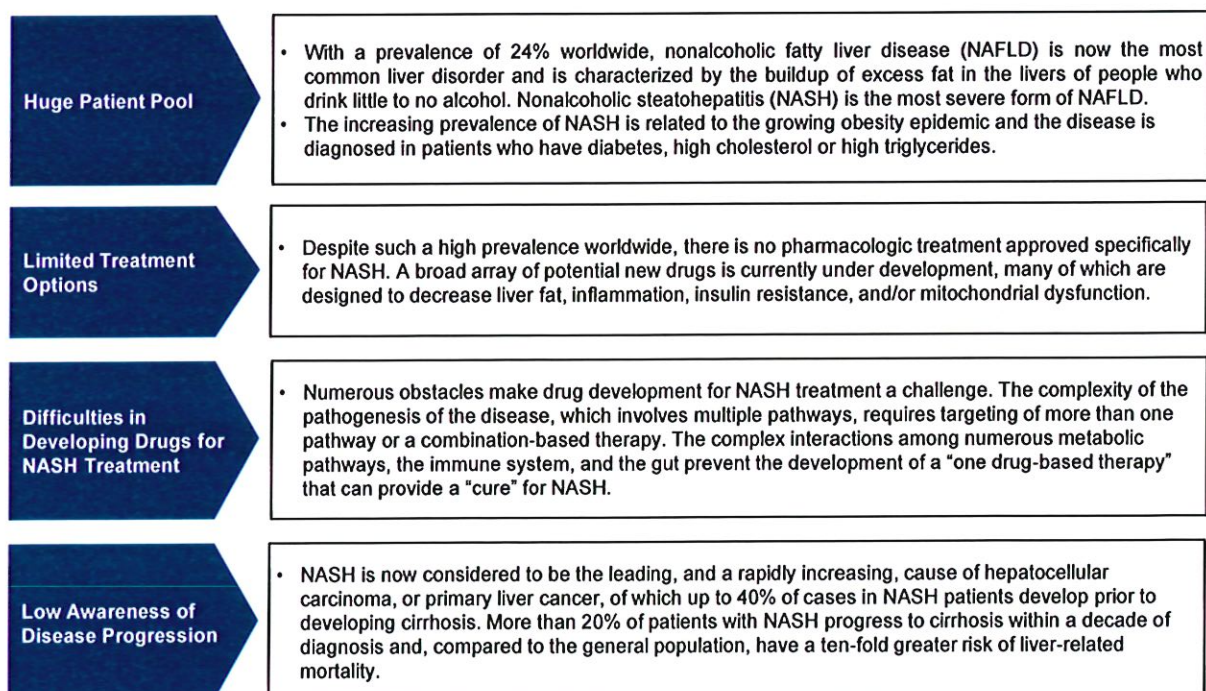 Huge Patient Pool
• With a prevalence of 24% worldwide, nonalcoholic fatty liver disease (NAFLD) is now the most
common liver disorder and is characterized by the buildup of excess fat in the livers of people who
drink little to no alcohol. Nonalcoholic steatohepatitis (NASH) is the most severe form of NAFLD.
• The increasing prevalence of NASH is related to the growing obesity epidemic and the disease is
diagnosed in patients who have diabetes, high cholesterol or high triglycerides.
Limited Treatment
Options
• Despite such a high prevalence worldwide, there is no pharmacologic treatment approved specifically
for NASH. A broad array of potential new drugs is currently under development, many of which are
designed to decrease liver fat, inflammation, insulin resistance, and/or mitochondrial dysfunction.
Difficulties in
Developing Drugs for
NASH Treatment
• Numerous obstacles make drug development for NASH treatment a challenge. The complexity of the
pathogenesis of the disease, which involves multiple pathways, requires targeting of more than one
pathway or a combination-based therapy. The complex interactions among numerous metabolic
pathways, the immune system, and the gut prevent the development of a “one drug-based therapy”
that can provide a “cure” for NASH.
Low Awareness of
Disease Progression
• NASH is now considered to be the leading, and a rapidly increasing, cause of hepatocellular
carcinoma, or primary liver cancer, of which up to 40% of cases in NASH patients develop prior to
developing cirrhosis. More than 20% of patients with NASH progress to cirrhosis within a decade of
diagnosis and, compared to the general population, have a ten-fold greater risk of liver-related
mortality.